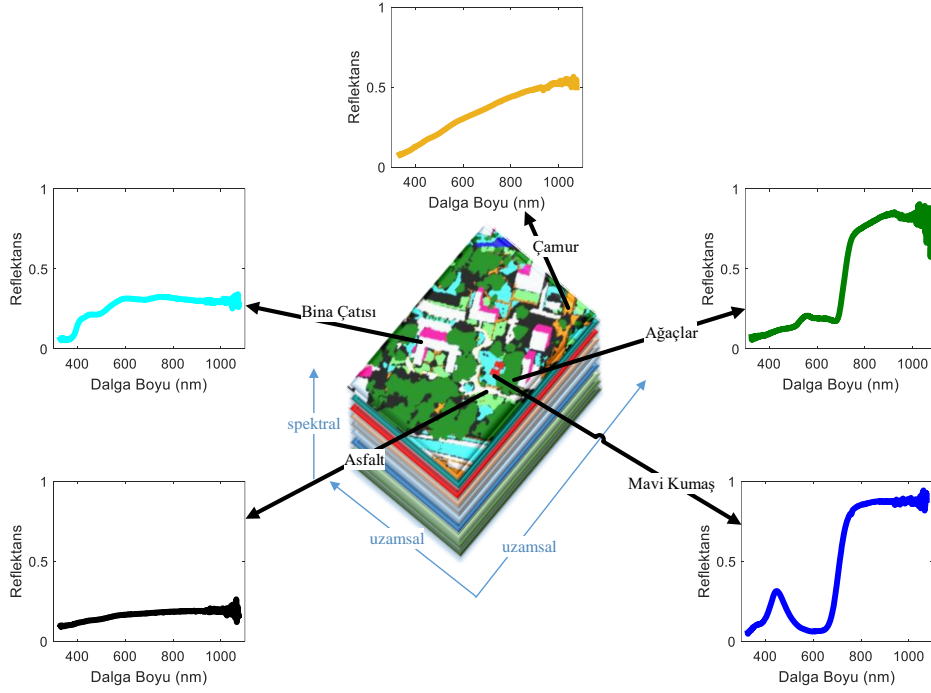 1
0.5
0
Reflektans
400 600 800 1000
Dalga Boyu (nm)
Çamur
1
0.5
0
Reflektans
400 600 800 1000
Dalga Boyu (nm)
Bina Çatısı
1
0.5
0
Reflektans
400 600 800 1000
Dalga Boyu (nm)
Ağaçlar
spektral
Asfalt
Mavi Kumaş
uzamsal
uzamsal
1
0.5
0
Reflektans
400 600 800 1000
Dalga Boyu (nm)
1
0.5
0
Reflektans
400 600 800 1000
Dalga Boyu (nm)